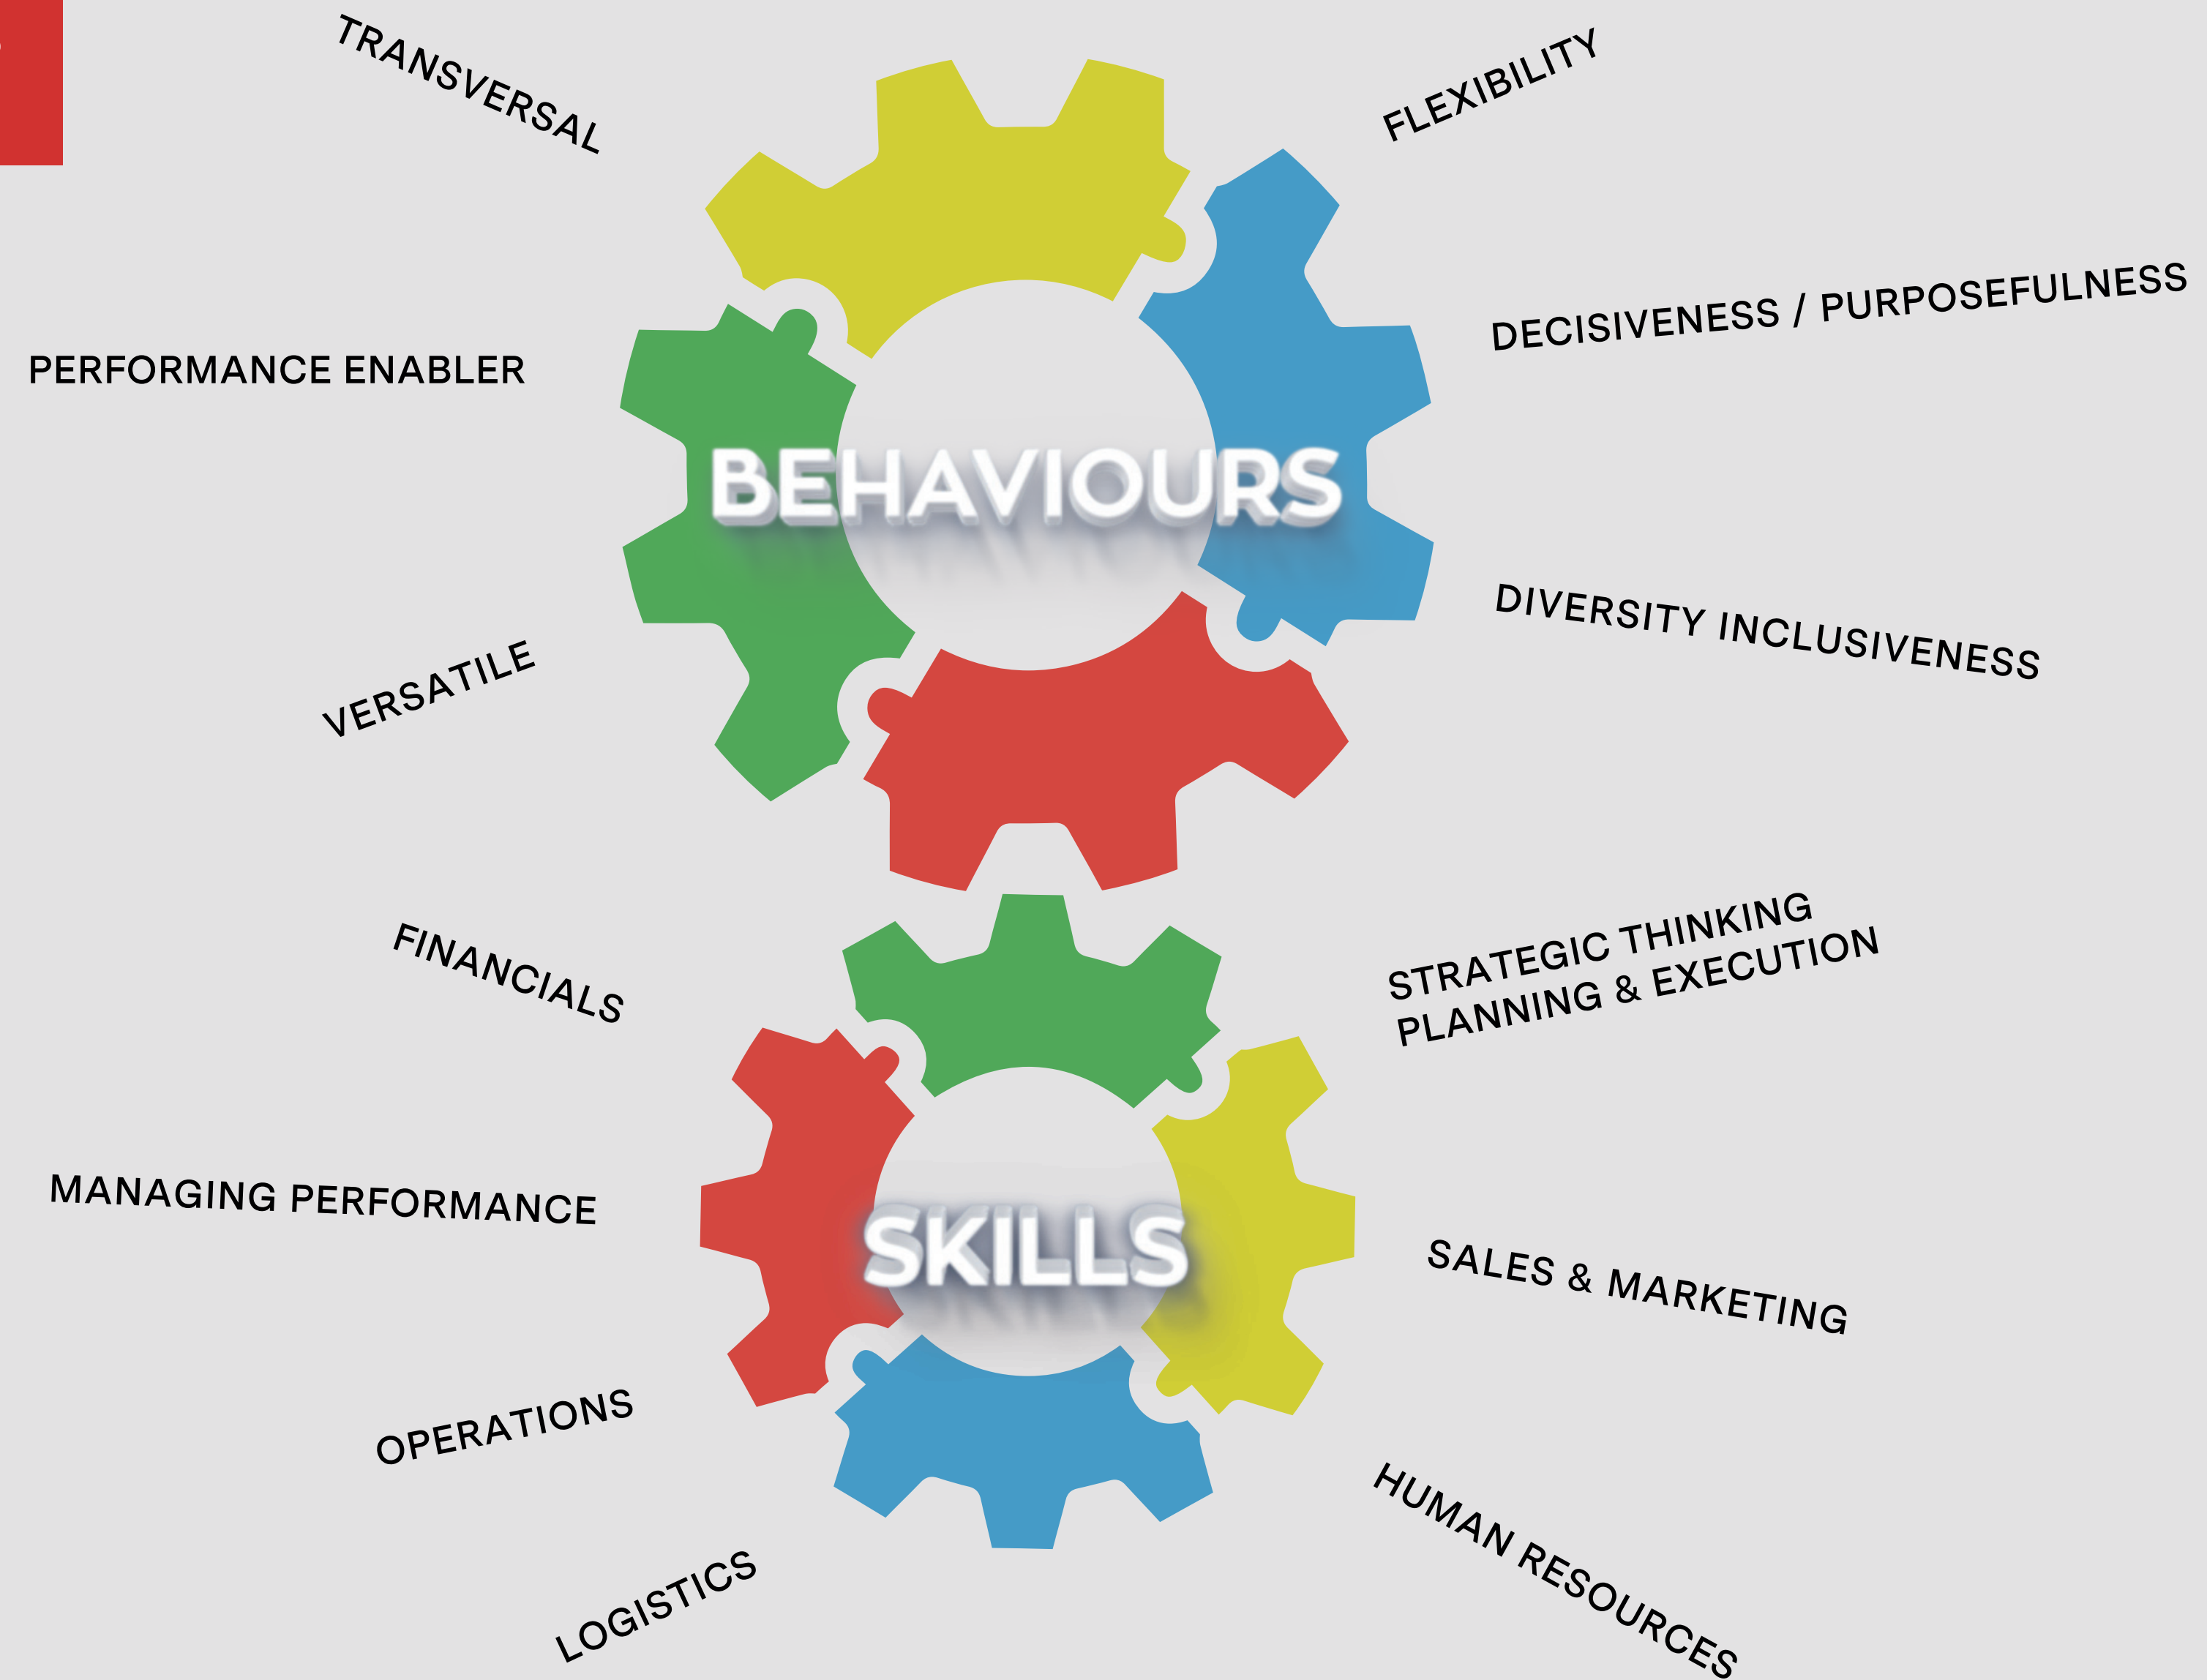 TRANSVERSAL
FLEXIBILITY
PERFORMANCE ENABLER
DECISIVENESS / PURPOSEFULNESS
BEHAVIOURS
VERSATILE
DIVERSITY INCLUSIVENESS
FINANCIALS
STRATEGIC THINKING
PLANNING & EXECUTION
MANAGING PERFORMANCE
SKILLS
SALES & MARKETING
OPERATIONS
HUMAN RESOURCES
LOGISTICS